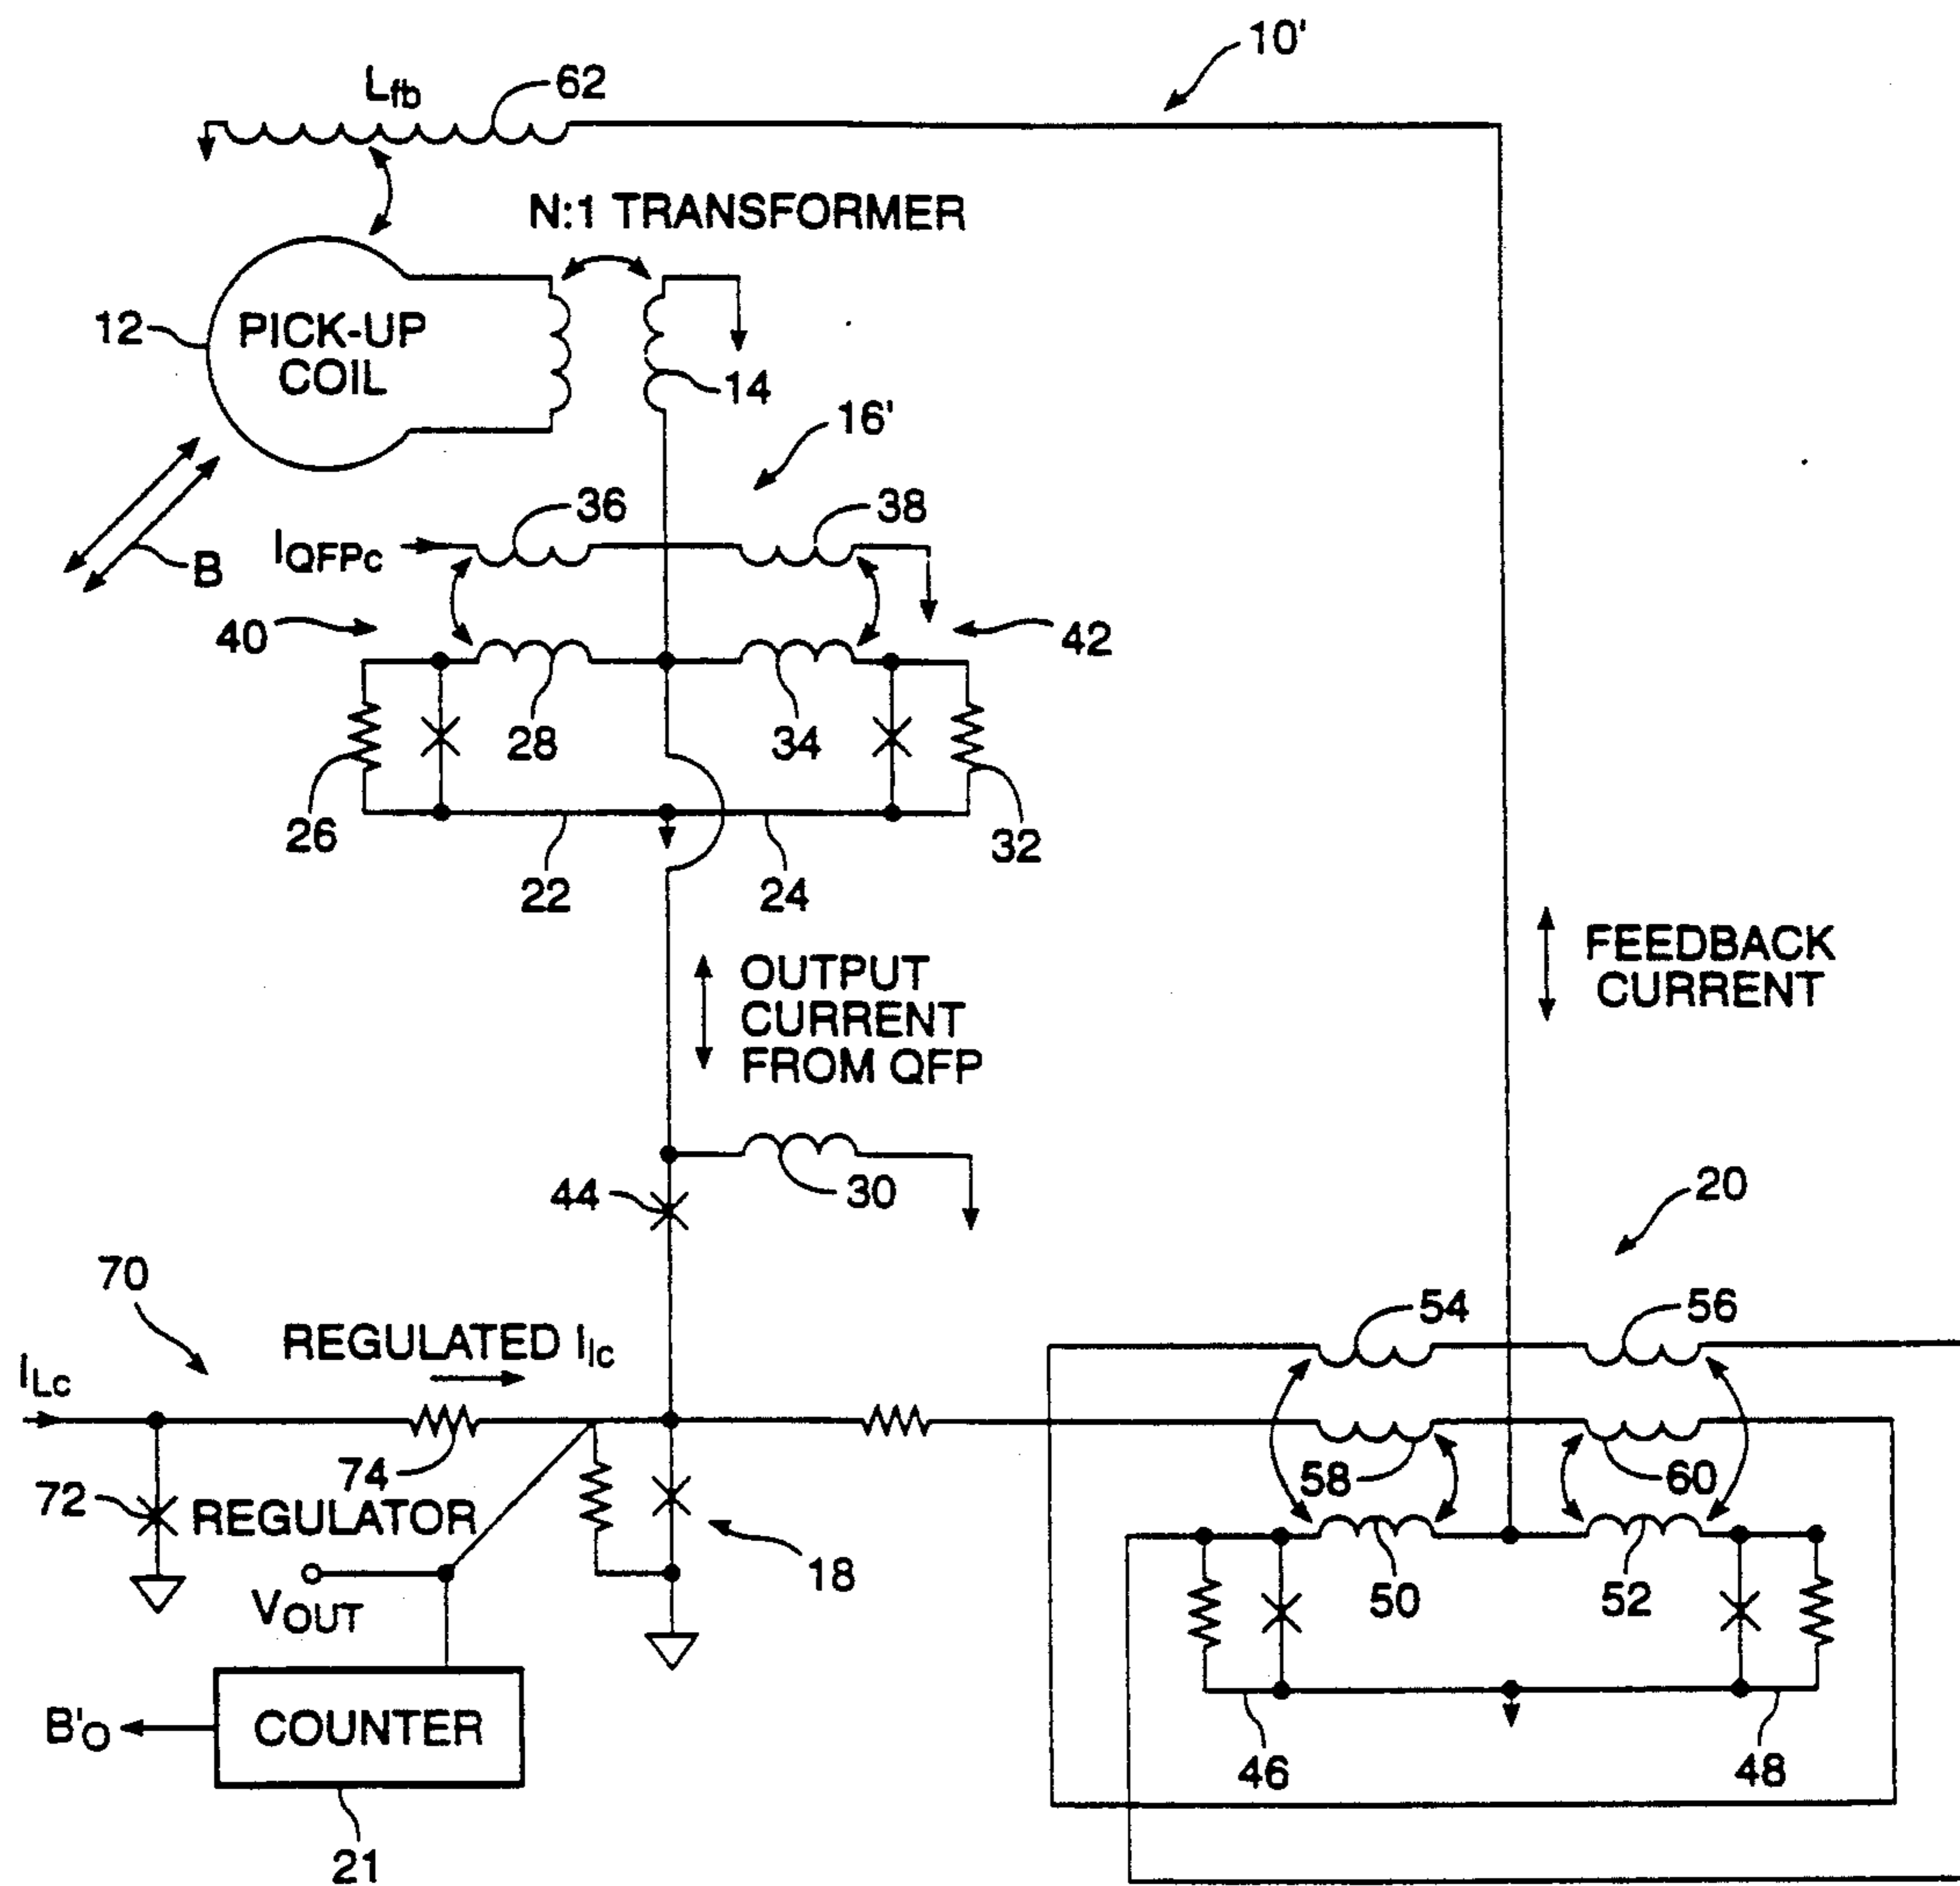 10'
Lfb
62
N:1 TRANSFORMER
12
PICK-UP
COIL
14
16'
36
38
B
IQFPc
40
42
28
34
26
32
22
24
OUTPUT
CURRENT
FROM QFP
FEEDBACK
CURRENT
44
30
20
70
REGULATED Ilc
54
56
ILc
74
58
60
72
REGULATOR
18
VOUT
50
52
B'O
COUNTER
46
48
21